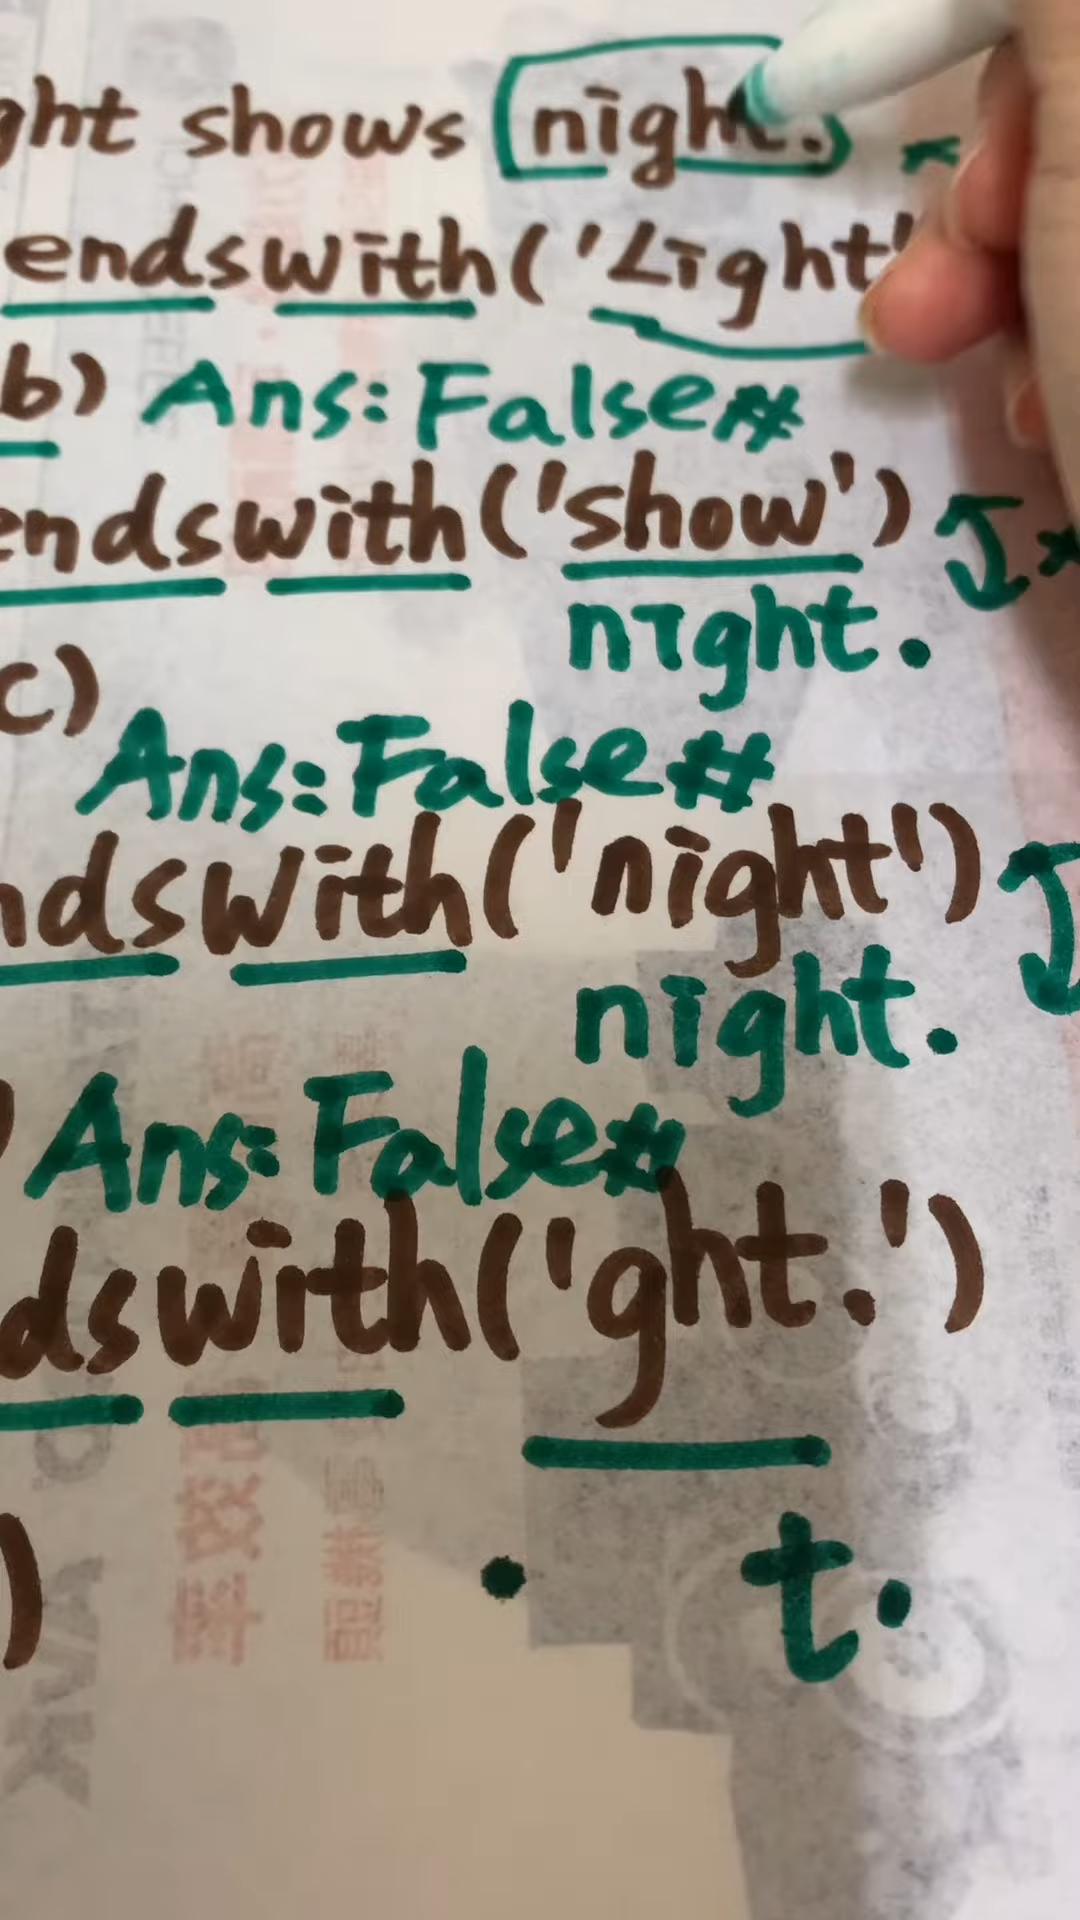 ght shows night.
endswith('Light'
b) Ans: False#
endswith('show')
night.
c)
Ans: False#
ndswith('night')
night.
Ans: False#
dswith('ght.')
) . t.